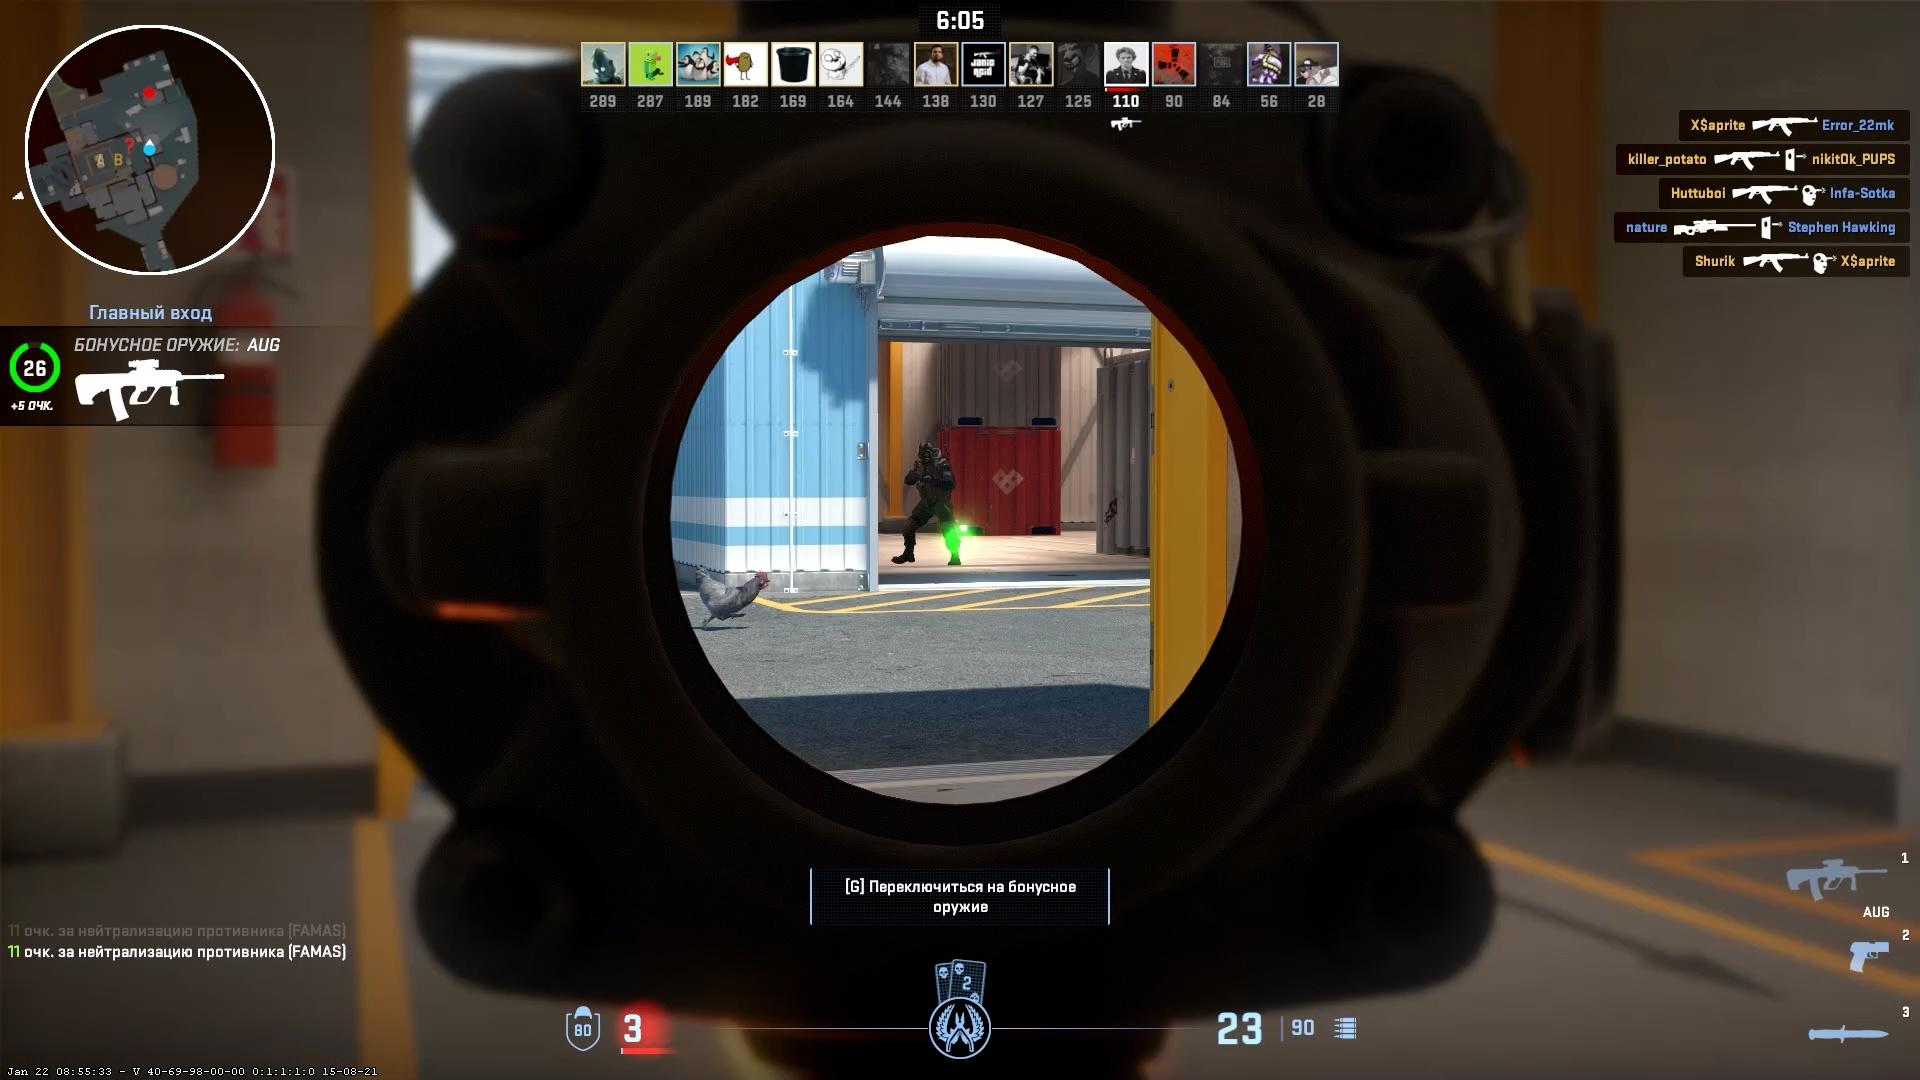 6:05
289 287 189 182 169 164 144 138 130 127 125 110 90 84 56 28
X$aprite Error_22mk
killer_potato nikit0k_PUPS
Huttuboi Infa-Sotka
nature Stephen Hawking
Shurik X$aprite
B
?
Главный вход
БОНУСНОЕ ОРУЖИЕ: AUG
26
+5 ОЧК.
[G] Переключиться на бонусное
оружие
1
AUG
2
3
11 очк. за нейтрализацию противника (FAMAS)
11 очк. за нейтрализацию противника (FAMAS)
2
80
3
23 | 90
Jan 22 08:55:33 - V 40-69-98-00-00 0:1:1:1:0 15-08-21